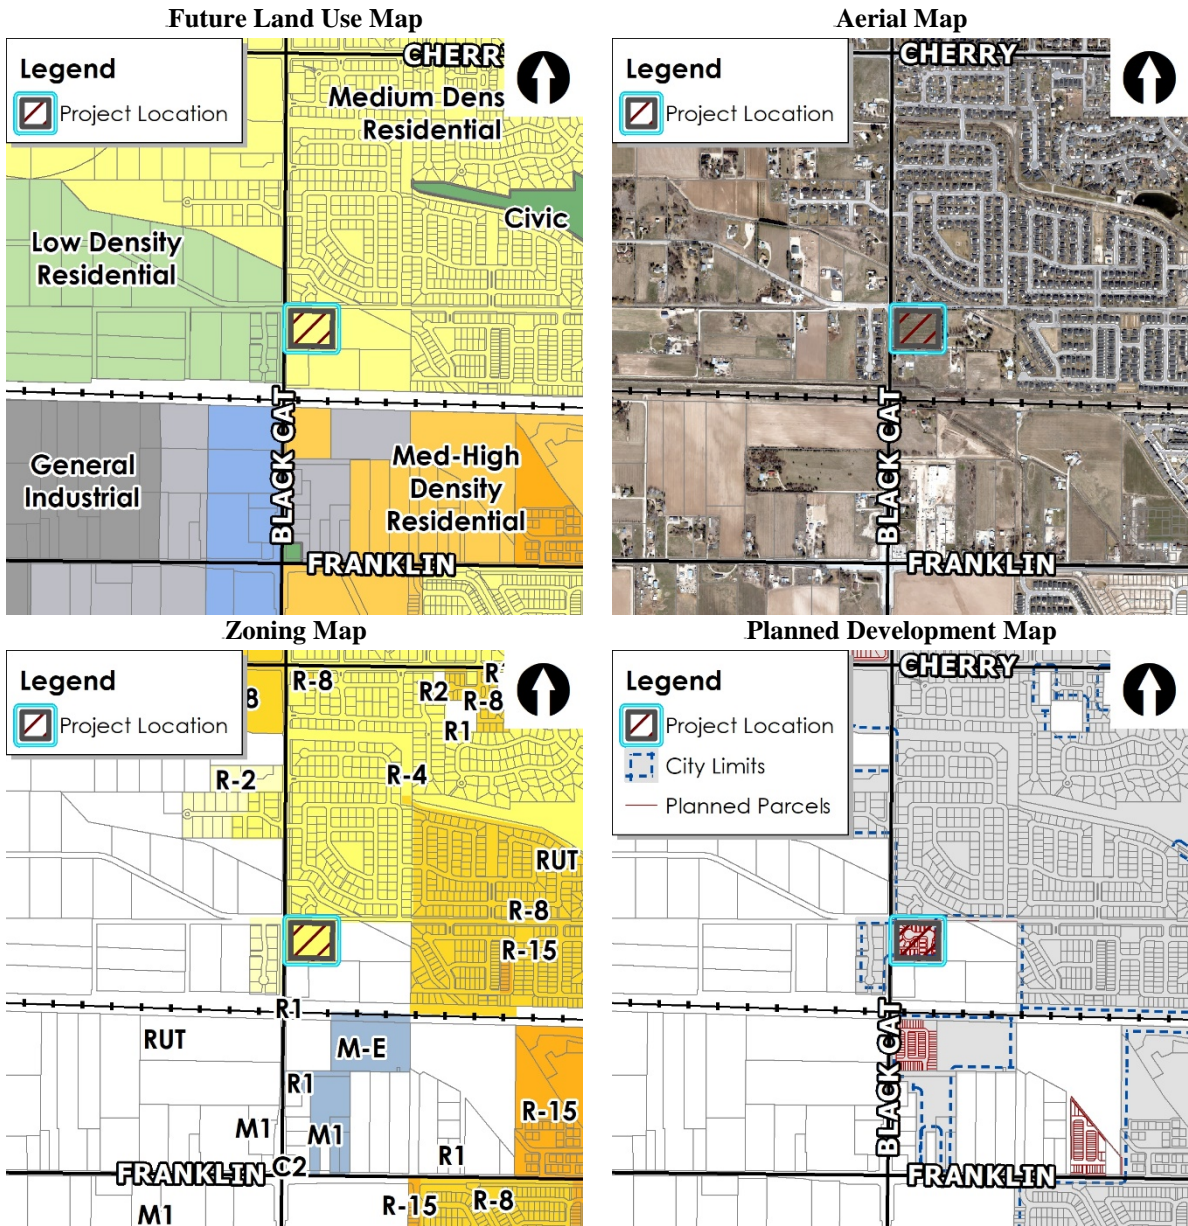 Future Land Use Map
CHERR
Legend
Project Location
Medium Dens
Residential
Civic
Low Density
Residential
BLACK CAT
General
Industrial
Med-High
Density
Residential
FRANKLIN
Aerial Map
CHERRY
Legend
Project Location
BLACK CAT
FRANKLIN
Zoning Map
Legend
Project Location
8
R-8
R2
R-8
R1
R-2
R-4
RUT
R-8
R-15
R1
RUT
M-E
R1
M1
M1
R-15
R1
FRANKLIN
C2
R-15
R-8
M1
Planned Development Map
CHERRY
Legend
Project Location
City Limits
Planned Parcels
BLACK CAT
FRANKLIN